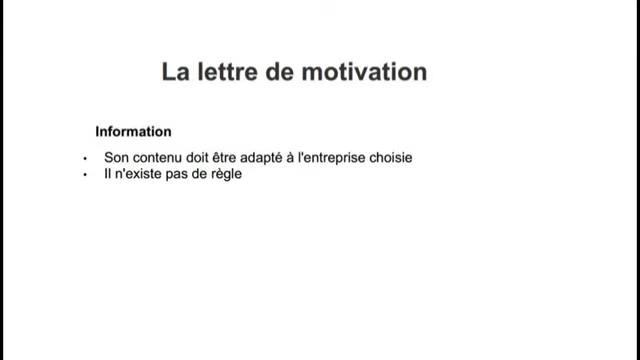 La lettre de motivation
Information
• Son contenu doit être adapté à l'entreprise choisie
• Il n'existe pas de règle